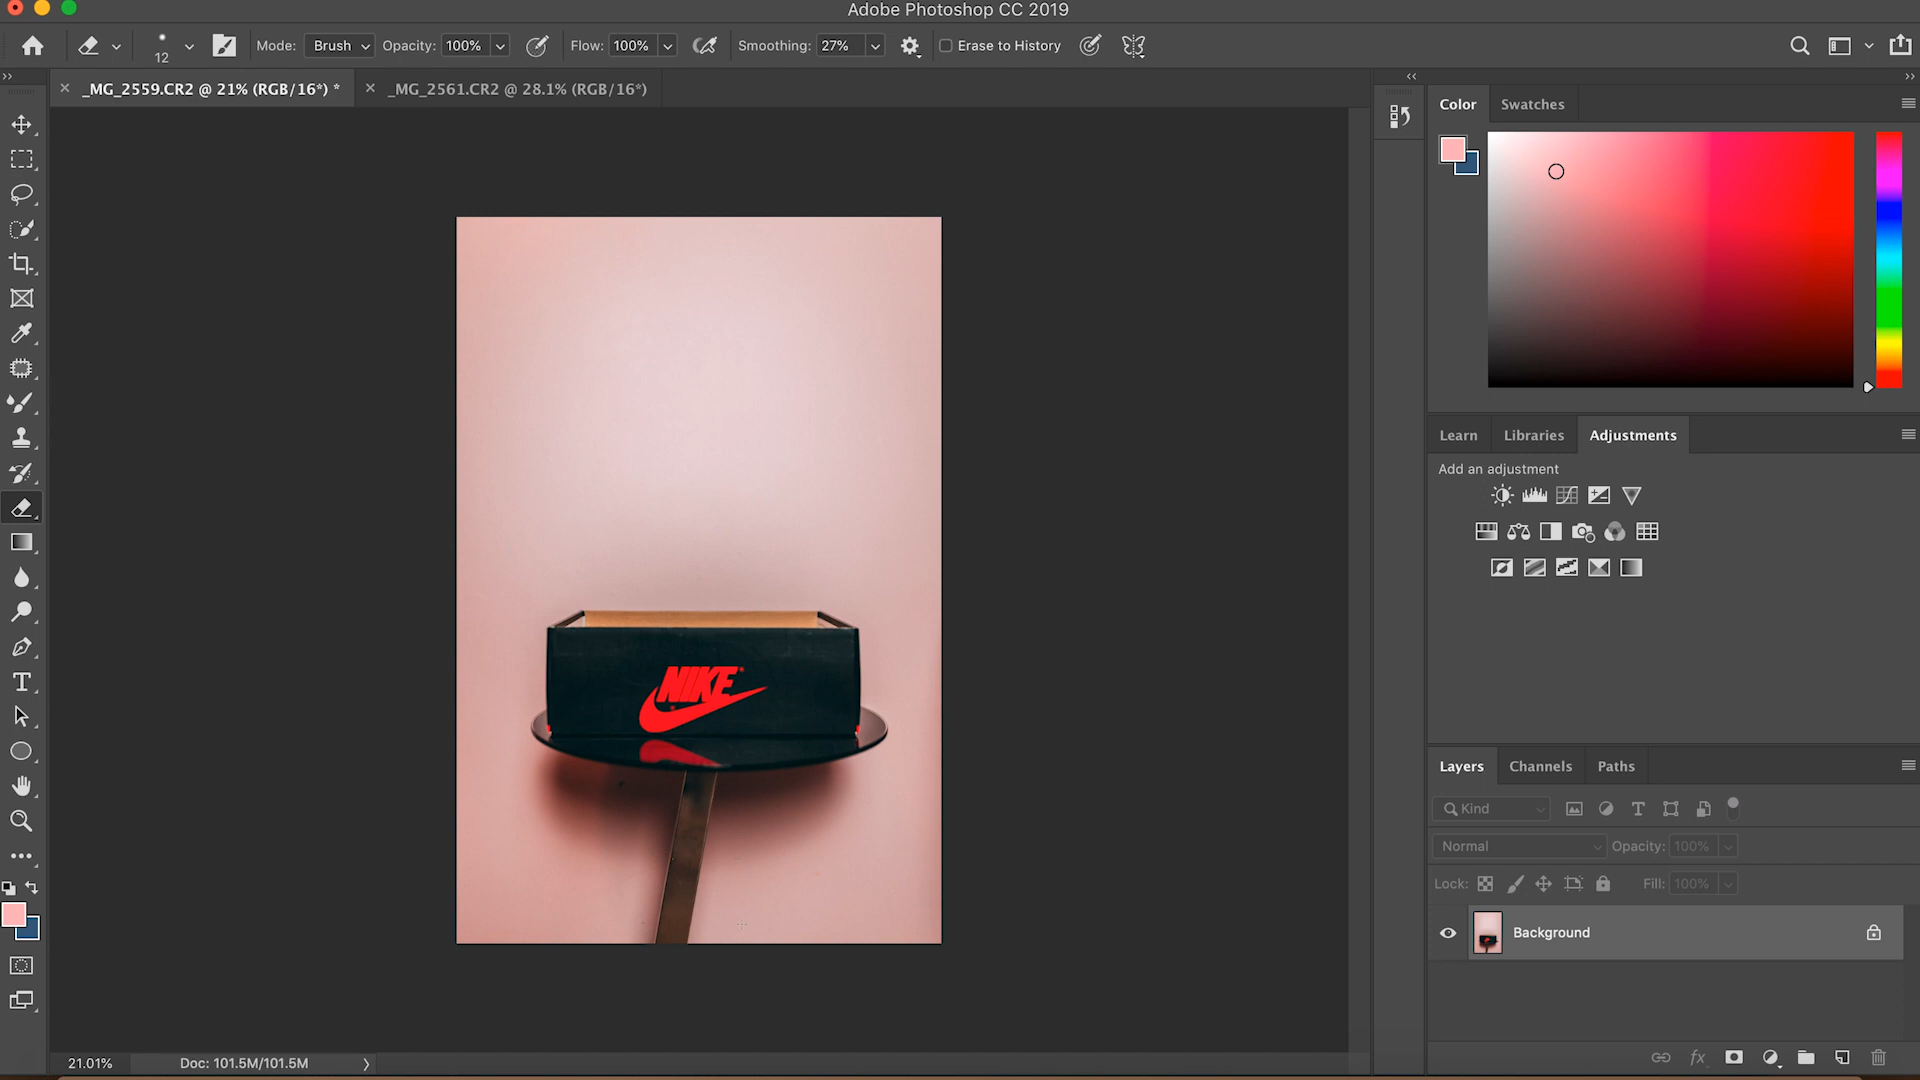 Adobe Photoshop CC 2019
12 Mode: Brush Opacity: 100% Flow: 100% Smoothing: 27% Erase to History
_MG_2559.CR2 @ 21% (RGB/16*) * _MG_2561.CR2 @ 28.1% (RGB/16*)
Color Swatches
Learn Libraries Adjustments
Add an adjustment
NIKE
Layers Channels Paths
Kind
Normal Opacity: 100%
Lock: Fill: 100%
Background
fx
21.01% Doc: 101.5M/101.5M